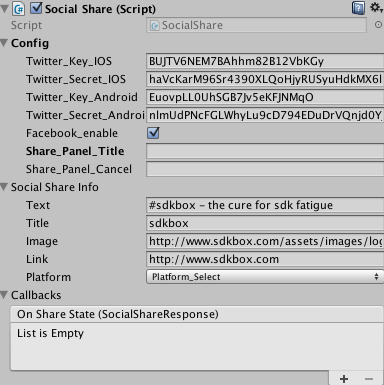 Social Share (Script)
Script SocialShare
Config
Twitter_Key_IOS BUJTV6NEM7BAhhm82B12VbKGy
Twitter_Secret_IOS haVcKarM96Sr4390XLQoHjyRUSyuHdkMX6l
Twitter_Key_Android EuovpLL0UhSGB7Jv5eKFJNMqO
Twitter_Secret_Androi nlmUdPNcFGLWhyLu9cD794EDuDrVQnjd0Y
Facebook_enable
Share_Panel_Title
Share_Panel_Cancel
Social Share Info
Text #sdkbox - the cure for sdk fatigue
Title sdkbox
Image http://www.sdkbox.com/assets/images/log
Link http://www.sdkbox.com
Platform Platform_Select
Callbacks
On Share State (SocialShareResponse)
List is Empty